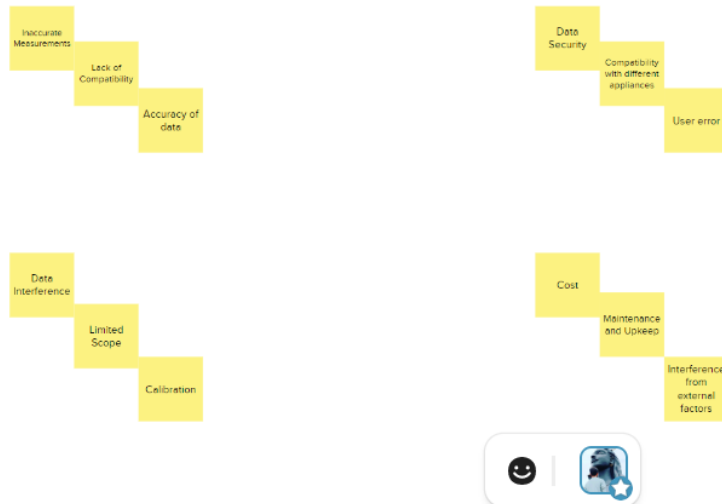 Inaccurate
Measurements
Lack of
Compatibility
Accuracy of
data
Data
Security
Compatibility
with different
appliances
User error
Data
Interference
Limited
Scope
Calibration
Cost
Maintenance
and Upkeep
Interference
from
external
factors